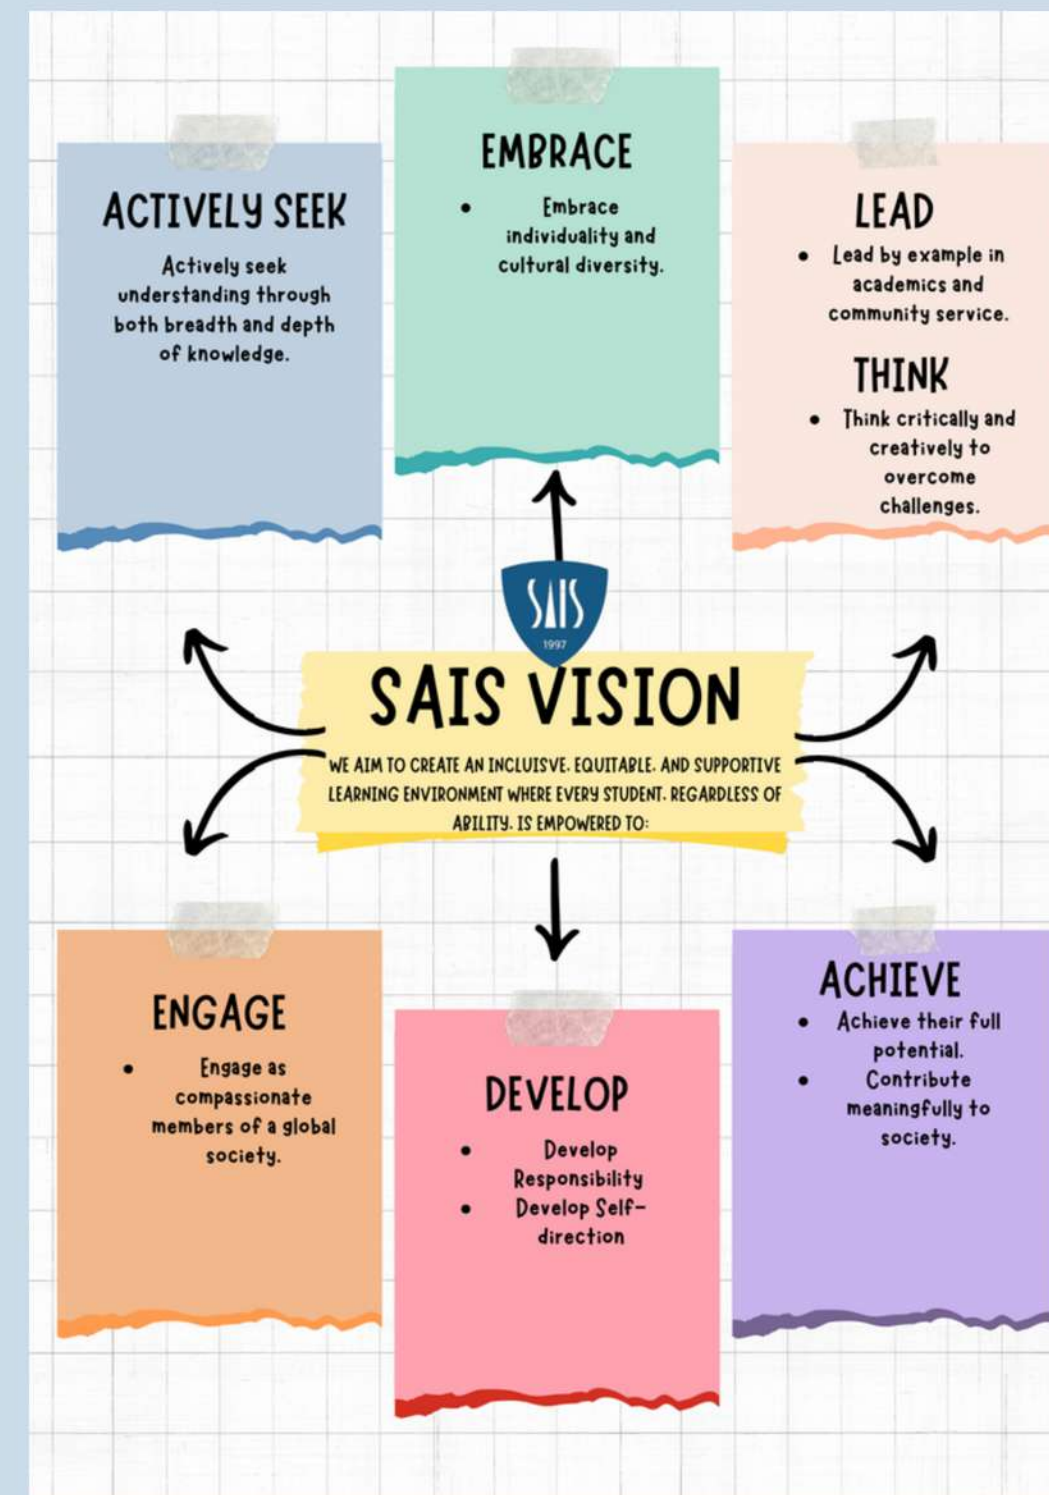 ACTIVELY SEEK
Actively seek
understanding through
both breadth and depth
of knowledge.
EMBRACE
• Embrace
individuality and
cultural diversity.
LEAD
• Lead by example in
academics and
community service.
THINK
• Think critically and
creatively to
overcome
challenges.
SAIS
1997
SAIS VISION
WE AIM TO CREATE AN INCLUISVE, EQUITABLE, AND SUPPORTIVE
LEARNING ENVIRONMENT WHERE EVERY STUDENT, REGARDLESS OF
ABILITY, IS EMPOWERED TO:
ENGAGE
• Engage as
compassionate
members of a global
society.
DEVELOP
• Develop
Responsibility
• Develop Self-
direction
ACHIEVE
• Achieve their full
potential.
• Contribute
meaningfully to
society.